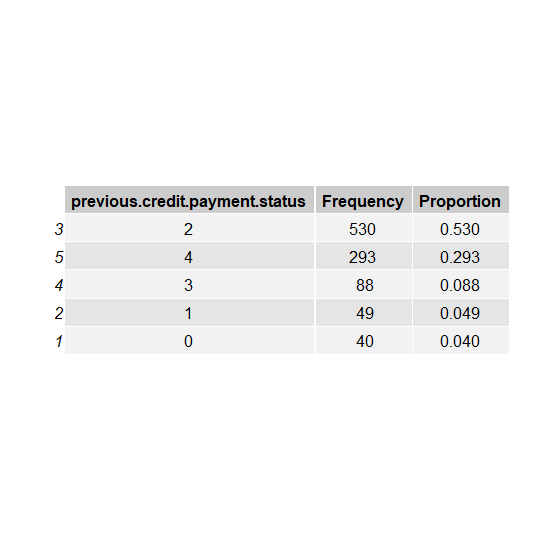 previous.credit.payment.status Frequency Proportion
3 2 530 0.530
5 4 293 0.293
4 3 88 0.088
2 1 49 0.049
1 0 40 0.040